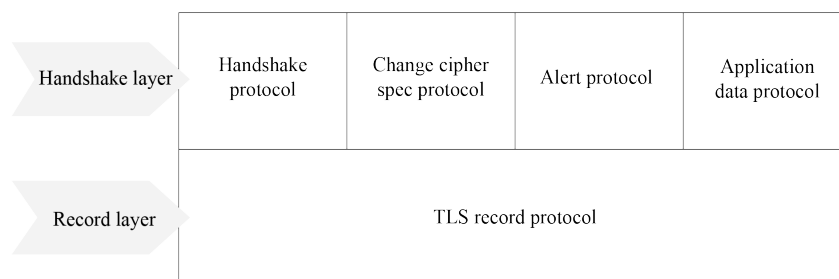 Handshake layer
Handshake
protocol
Change cipher
spec protocol
Alert protocol
Application
data protocol
Record layer
TLS record protocol